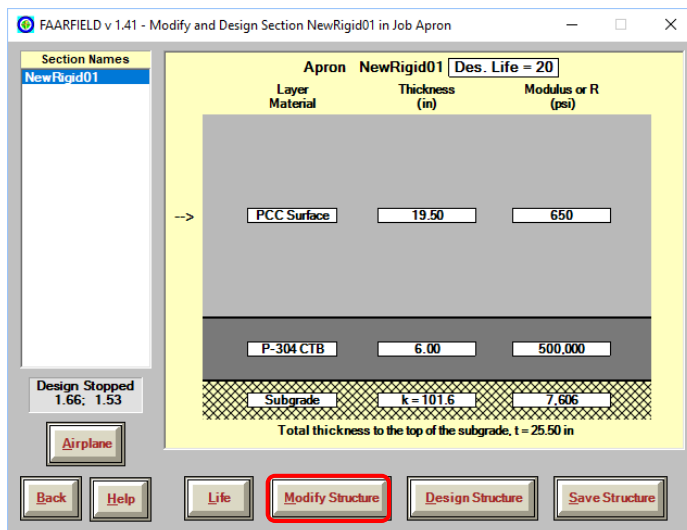 FAARFIELD v 1.41 - Modify and Design Section NewRigid01 in Job Apron
Section Names
NewRigid01
Apron NewRigid01 Des. Life = 20
Layer Material Thickness (in) Modulus or R (psi)
--> PCC Surface 19.50 650
P-304 CTB 6.00 500,000
Subgrade k = 101.6 7,606
Total thickness to the top of the subgrade, t = 25.50 in
Design Stopped
1.66; 1.53
Airplane
Back Help Life Modify Structure Design Structure Save Structure